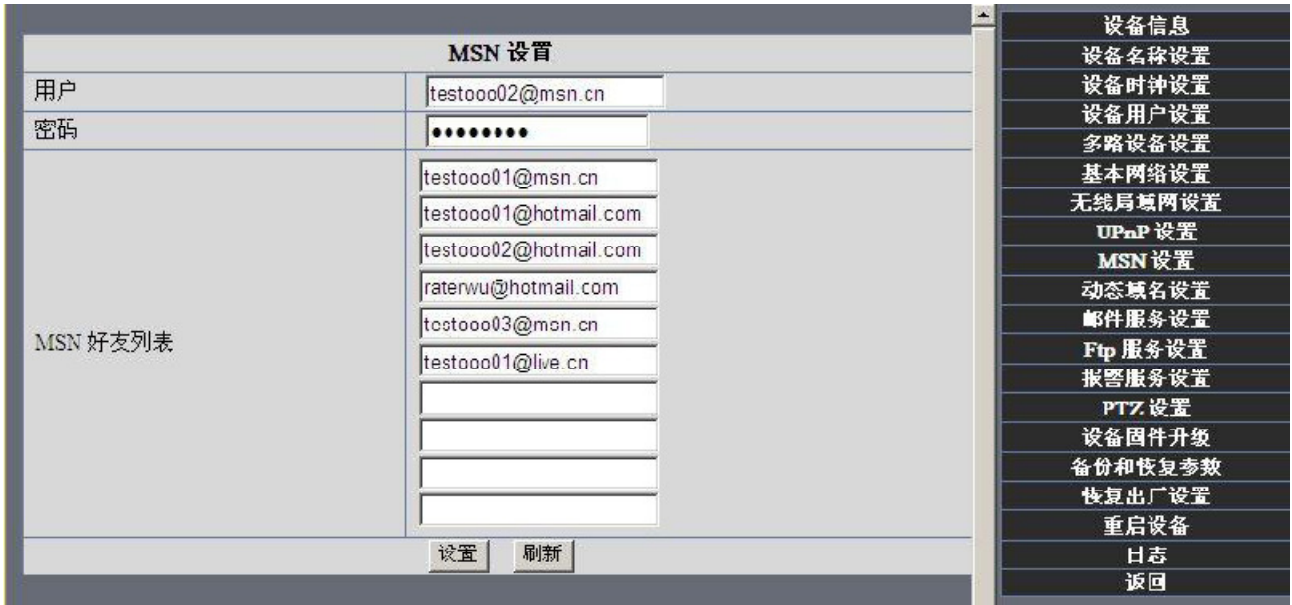 MSN 设置
用户
testooo02@msn.cn
密码
••••••••
MSN 好友列表
testooo01@msn.cn
testooo01@hotmail.com
testooo02@hotmail.com
raterwu@hotmail.com
testooo03@msn.cn
testooo01@live.cn
设置
刷新
设备信息
设备名称设置
设备时钟设置
设备用户设置
多路设备设置
基本网络设置
无线局域网设置
UPnP 设置
MSN 设置
动态域名设置
邮件服务设置
Ftp 服务设置
报警服务设置
PTZ 设置
设备固件升级
备份和恢复参数
恢复出厂设置
重启设备
日志
返回